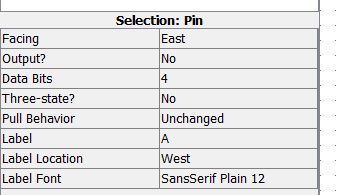 Selection: Pin
Facing East
Output? No
Data Bits 4
Three-state? No
Pull Behavior Unchanged
Label A
Label Location West
Label Font SansSerif Plain 12